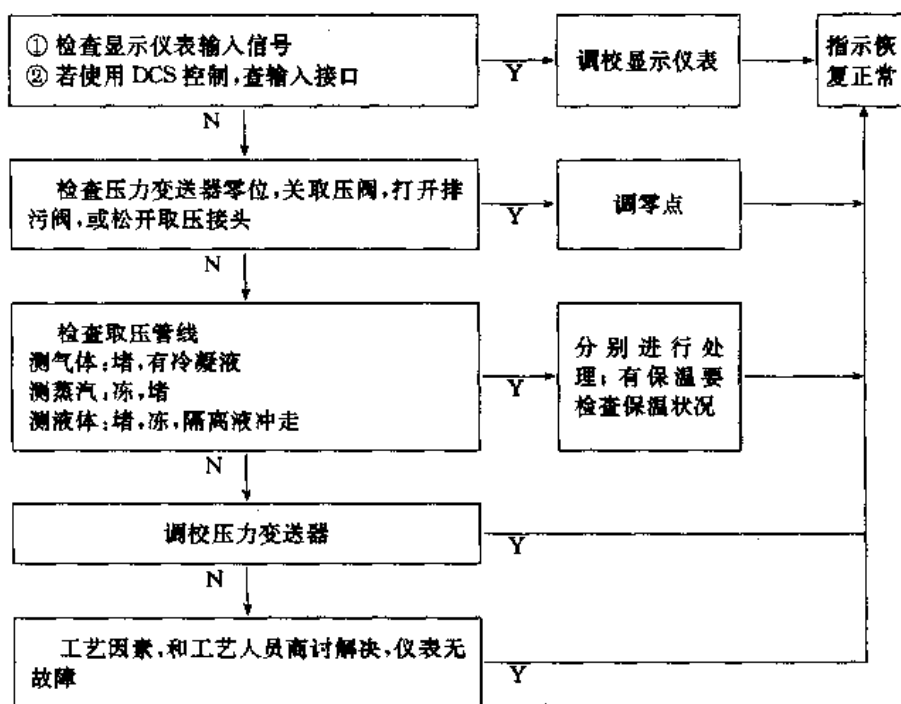 ① 检查显示仪表输入信号
② 若使用 DCS 控制,查输入接口
Y
调校显示仪表
指示恢
复正常
N
检查压力变送器零位,关取压阀,打开排
污阀,或松开取压接头
Y
调零点
N
检查取压管线
测气体:堵,有冷凝液
测蒸汽:冻,堵
测液体:堵,冻,隔离液冲走
Y
分别进行处
理;有保温要
检查保温状况
N
调校压力变送器
Y
N
工艺因素,和工艺人员商讨解决,仪表无
故障
Y